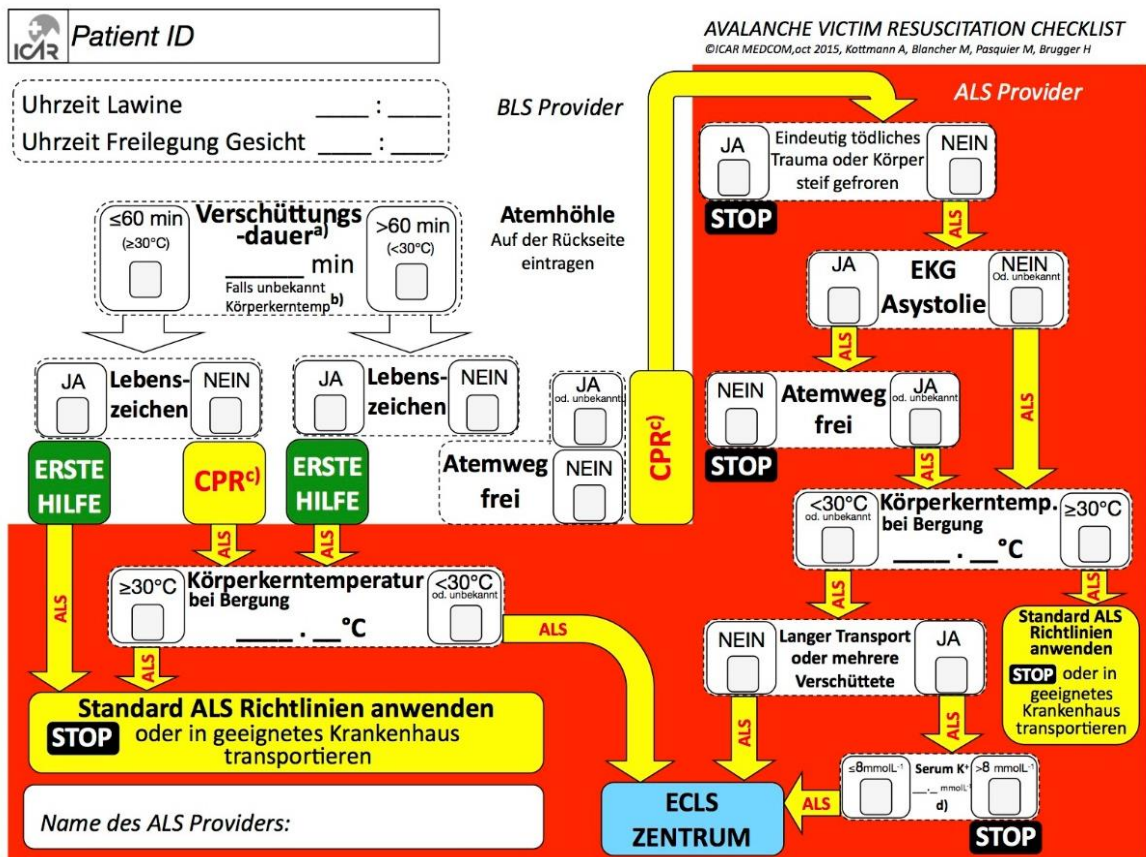 ICAR
Patient ID
AVALANCHE VICTIM RESUSCITATION CHECKLIST
©ICAR MEDCOM,oct 2015, Kottmann A, Blancher M, Pasquier M, Brugger H
Uhrzeit Lawine ____ : ____
Uhrzeit Freilegung Gesicht ____ : ____
BLS Provider
ALS Provider
JA
Eindeutig tödliches
Trauma oder Körper
steif gefroren
NEIN
STOP
ALS
≤60 min
(≥30°C)
Verschüttungs
-dauer a)
_____ min
Falls unbekannt
Körperkerntemp b)
>60 min
(<30°C)
Atemhöhle
Auf der Rückseite
eintragen
JA
EKG
Asystolie
NEIN
Od. unbekannt
ALS
ALS
JA
Lebens-
zeichen
NEIN
JA
Lebens-
zeichen
NEIN
JA
od. unbekannt
Atemweg
frei
NEIN
CPR c)
NEIN
Atemweg
frei
JA
od. unbekannt
STOP
ALS
ERSTE
HILFE
CPR c)
ERSTE
HILFE
ALS
ALS
ALS
<30°C
od. unbekannt
Körperkerntemp.
bei Bergung
____ . __°C
≥30°C
ALS
ALS
≥30°C
Körperkerntemperatur
bei Bergung
____ . __°C
<30°C
od. unbekannt
ALS
ALS
NEIN
Langer Transport
oder mehrere
Verschüttete
JA
ALS
ALS
Standard ALS
Richtlinien
anwenden
STOP oder in
geeignetes
Krankenhaus
transportieren
Standard ALS Richtlinien anwenden
STOP oder in geeignetes Krankenhaus
transportieren
≤8mmolL⁻¹
Serum K⁺
__._ mmolL⁻¹
d)
>8 mmolL⁻¹
STOP
ALS
ECLS
ZENTRUM
Name des ALS Providers: